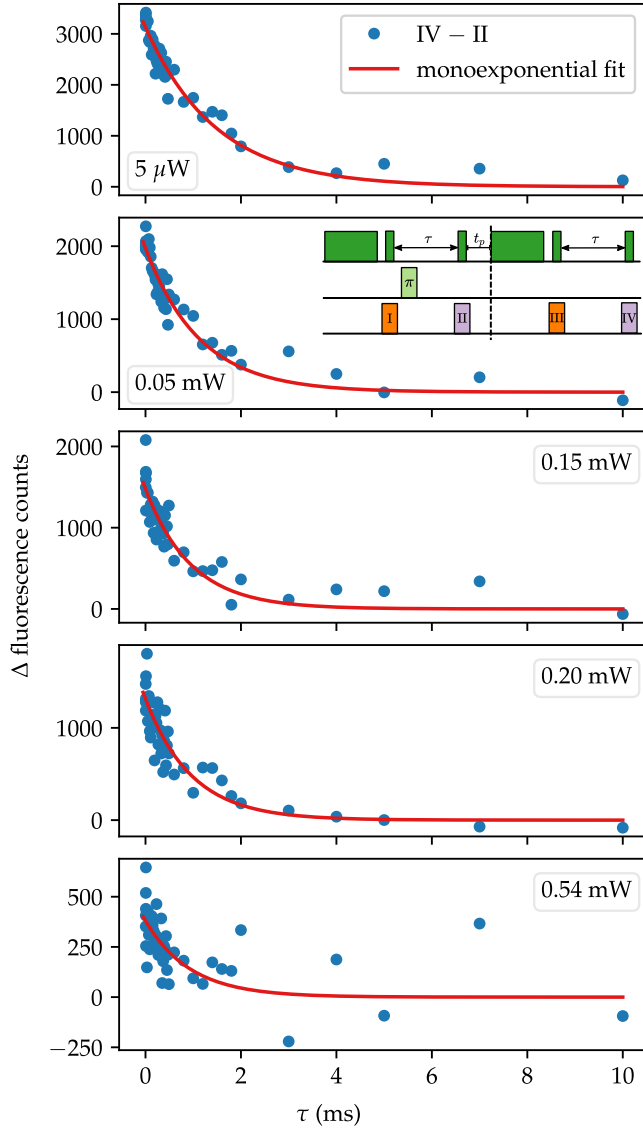 3000
2000
1000
0
IV − II
monoexponential fit
5 μW
2000
1000
0
τ
t_p
τ
π
I
II
III
IV
0.05 mW
2000
1000
0
0.15 mW
1000
0
0.20 mW
500
250
0
−250
0.54 mW
0 2 4 6 8 10
τ (ms)
Δ fluorescence counts